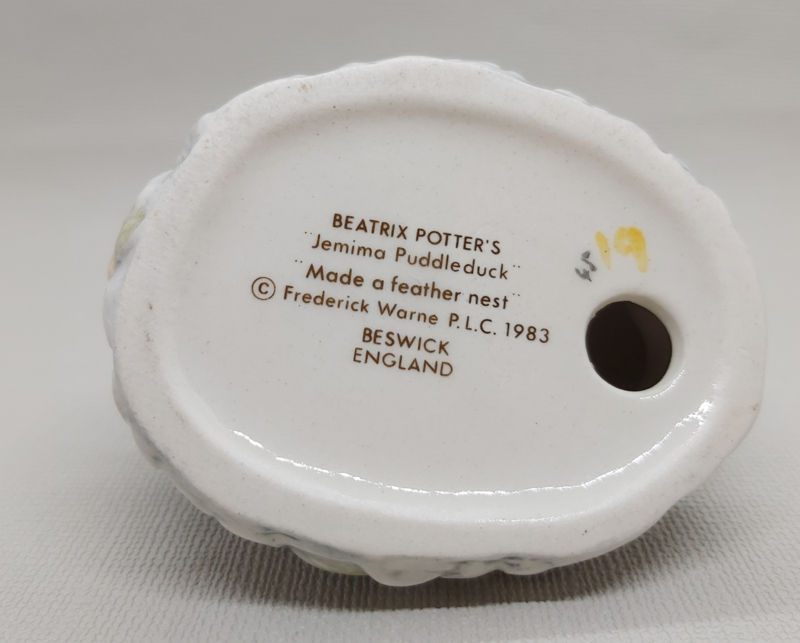 BEATRIX POTTER'S
"Jemima Puddleduck"
"Made a feather nest"
© Frederick Warne P.L.C. 1983
BESWICK
ENGLAND
19